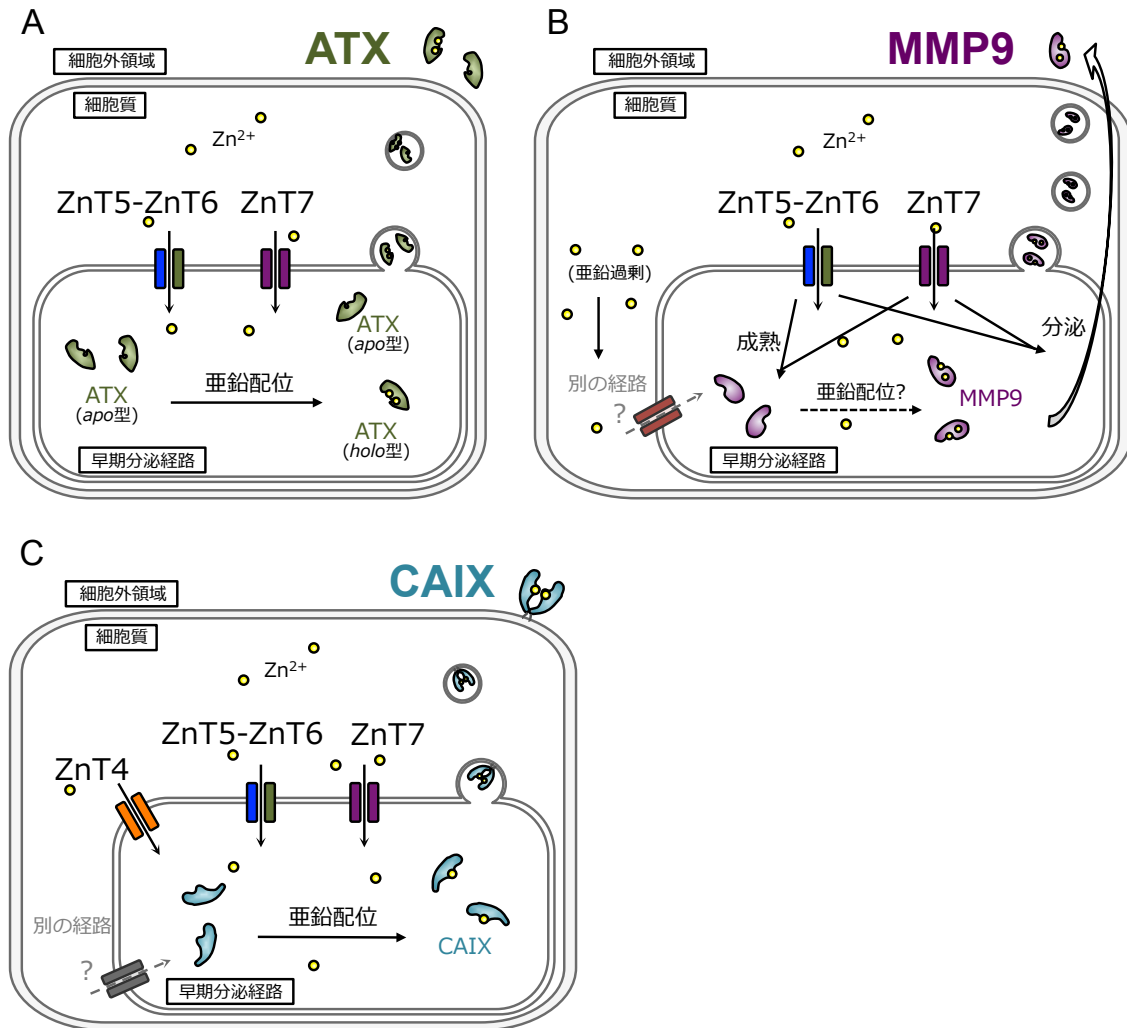 A
ATX
細胞外領域
細胞質
Zn2+
ZnT5-ZnT6
ZnT7
ATX
(apo型)
ATX
(apo型)
亜鉛配位
ATX
(holo型)
早期分泌経路
B
MMP9
細胞外領域
細胞質
Zn2+
ZnT5-ZnT6
ZnT7
(亜鉛過剰)
成熟
分泌
別の経路
?
亜鉛配位?
MMP9
早期分泌経路
C
CAIX
細胞外領域
細胞質
Zn2+
ZnT5-ZnT6
ZnT7
ZnT4
別の経路
?
亜鉛配位
CAIX
早期分泌経路